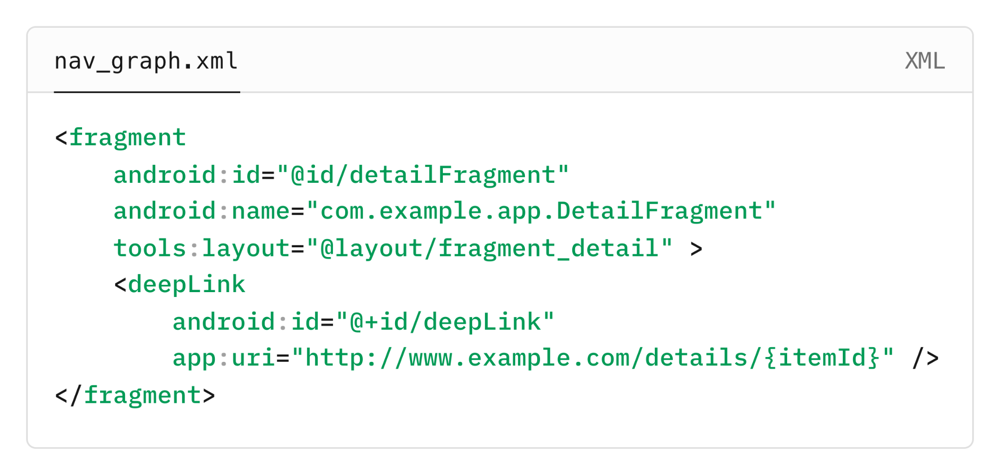 nav_graph.xml
XML
<fragment
    android:id="@id/detailFragment"
    android:name="com.example.app.DetailFragment"
    tools:layout="@layout/fragment_detail" >
    <deepLink
        android:id="@+id/deepLink"
        app:uri="http://www.example.com/details/{itemId}" />
</fragment>